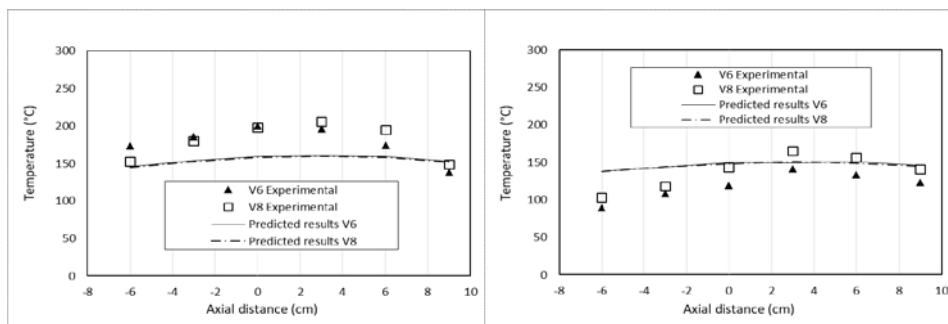 300
250
200
150
100
50
0
Temperature (°C)
V6 Experimental
V8 Experimental
Predicted results V6
Predicted results V8
-8 -6 -4 -2 0 2 4 6 8 10
Axial distance (cm)
300
250
200
150
100
50
0
Temperature (°C)
V6 Experimental
V8 Experimental
Predicted results V6
Predicted results V8
-8 -6 -4 -2 0 2 4 6 8 10
Axial distance (cm)